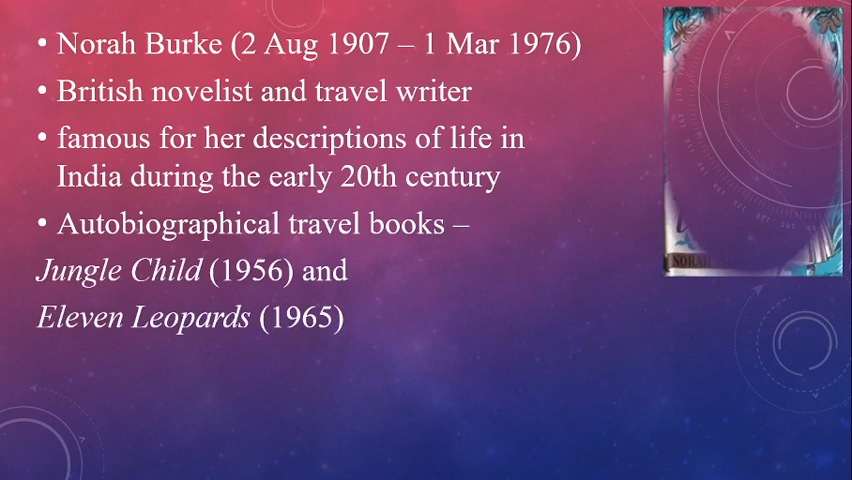 • Norah Burke (2 Aug 1907 – 1 Mar 1976)
• British novelist and travel writer
• famous for her descriptions of life in
India during the early 20th century
• Autobiographical travel books –
Jungle Child (1956) and
Eleven Leopards (1965)
NORAH